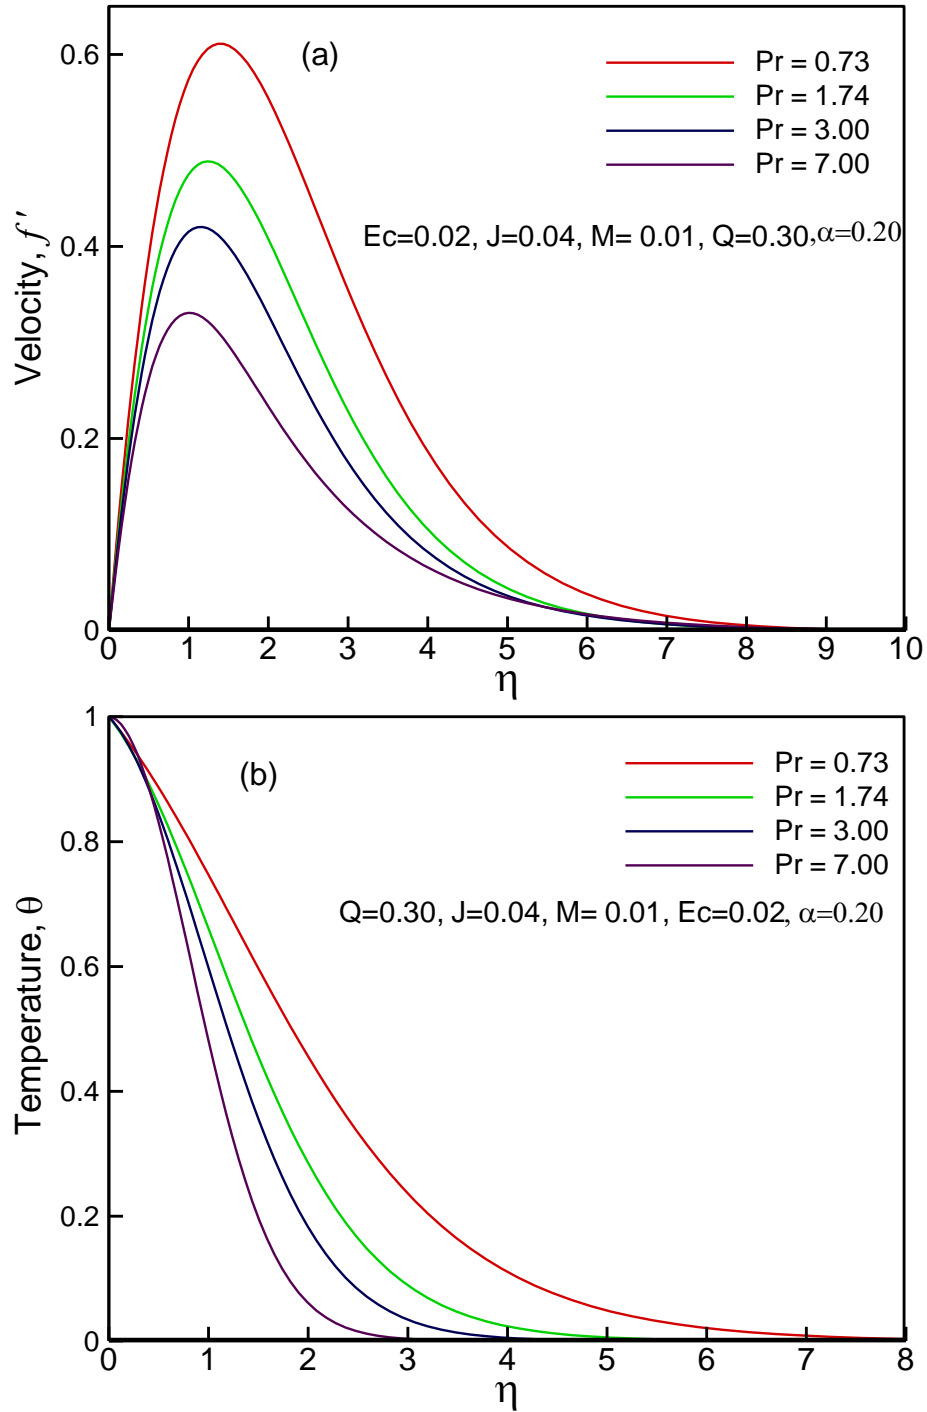 (a)
Pr = 0.73
Pr = 1.74
Pr = 3.00
Pr = 7.00
Ec=0.02, J=0.04, M= 0.01, Q=0.30,α=0.20
Velocity, f′
0.6
0.4
0.2
0
0 1 2 3 4 5 6 7 8 9 10
η
(b)
Pr = 0.73
Pr = 1.74
Pr = 3.00
Pr = 7.00
Q=0.30, J=0.04, M= 0.01, Ec=0.02, α=0.20
Temperature, θ
1
0.8
0.6
0.4
0.2
0
0 1 2 3 4 5 6 7 8
η